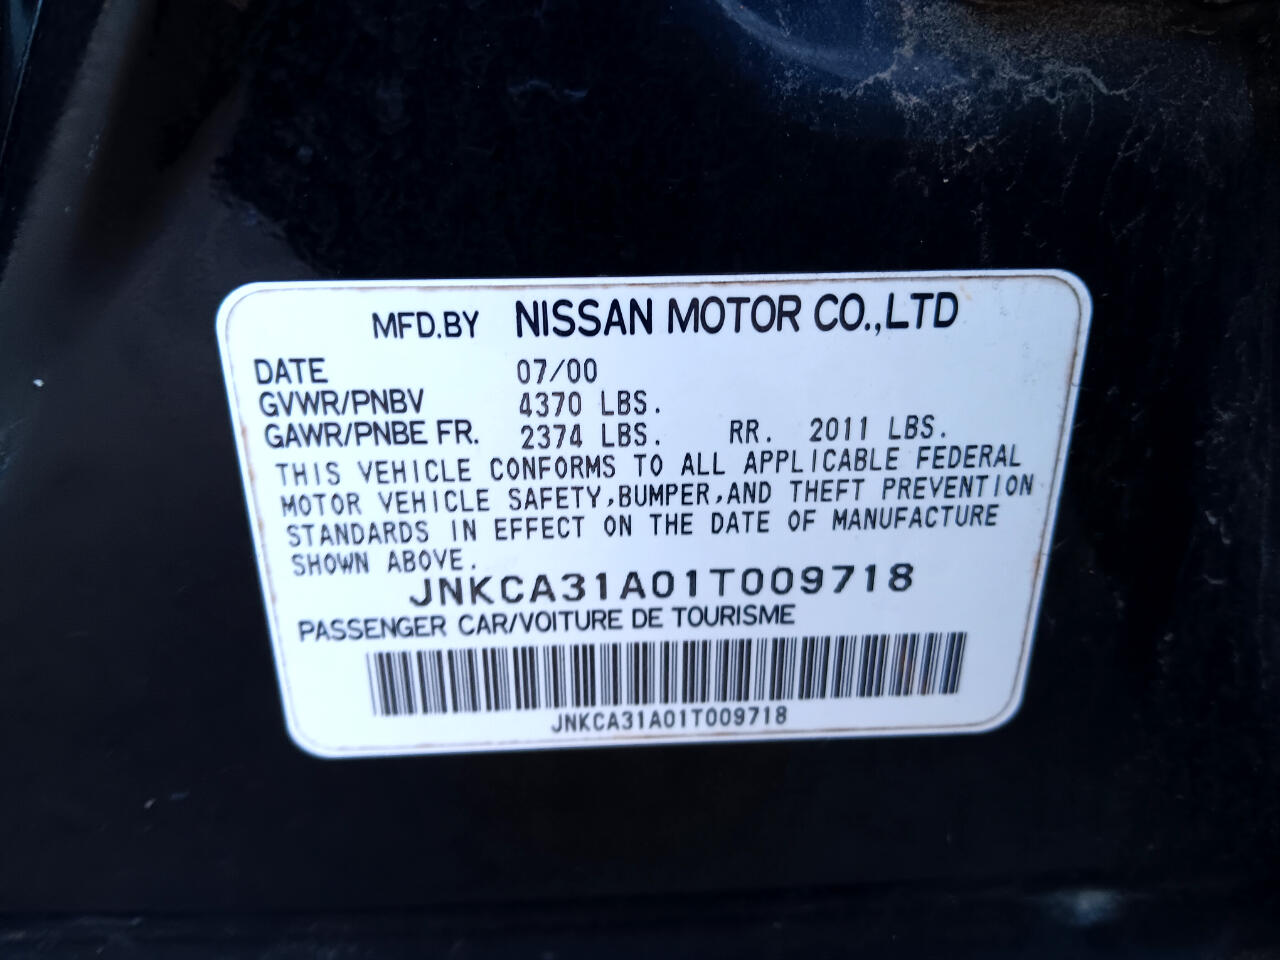 MFD.BY NISSAN MOTOR CO.,LTD
DATE 07/00
GVWR/PNBV 4370 LBS.
GAWR/PNBE FR. 2374 LBS. RR. 2011 LBS.
THIS VEHICLE CONFORMS TO ALL APPLICABLE FEDERAL
MOTOR VEHICLE SAFETY,BUMPER,AND THEFT PREVENTION
STANDARDS IN EFFECT ON THE DATE OF MANUFACTURE
SHOWN ABOVE.
JNKCA31A01T009718
PASSENGER CAR/VOITURE DE TOURISME
JNKCA31A01T009718